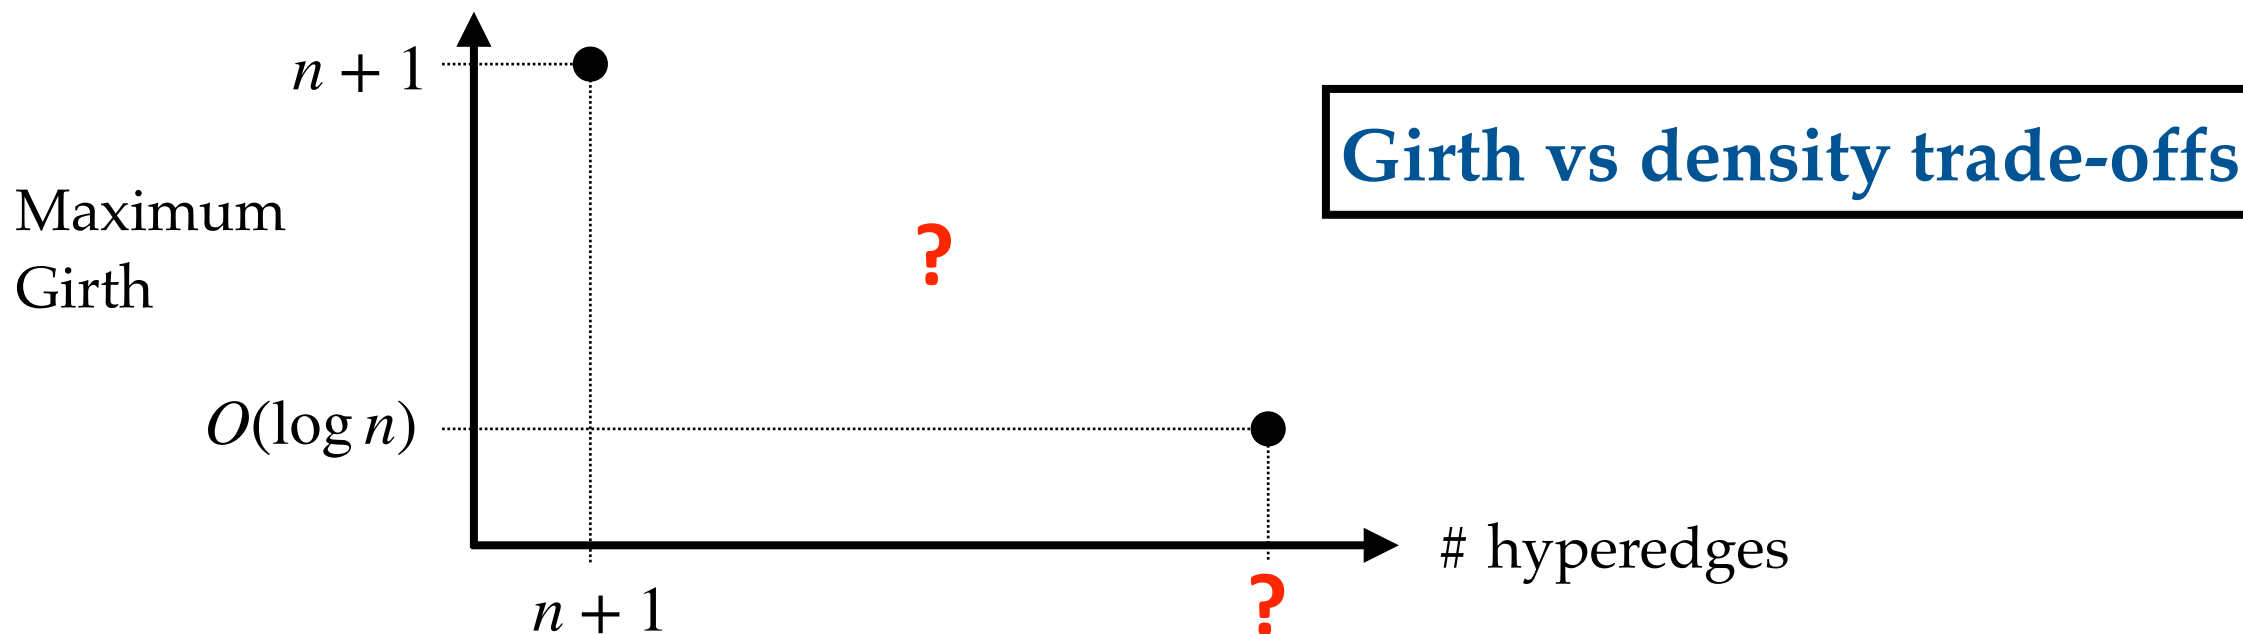 n + 1
Girth vs density trade-offs
Maximum
Girth
?
O(log n)
# hyperedges
n + 1
?